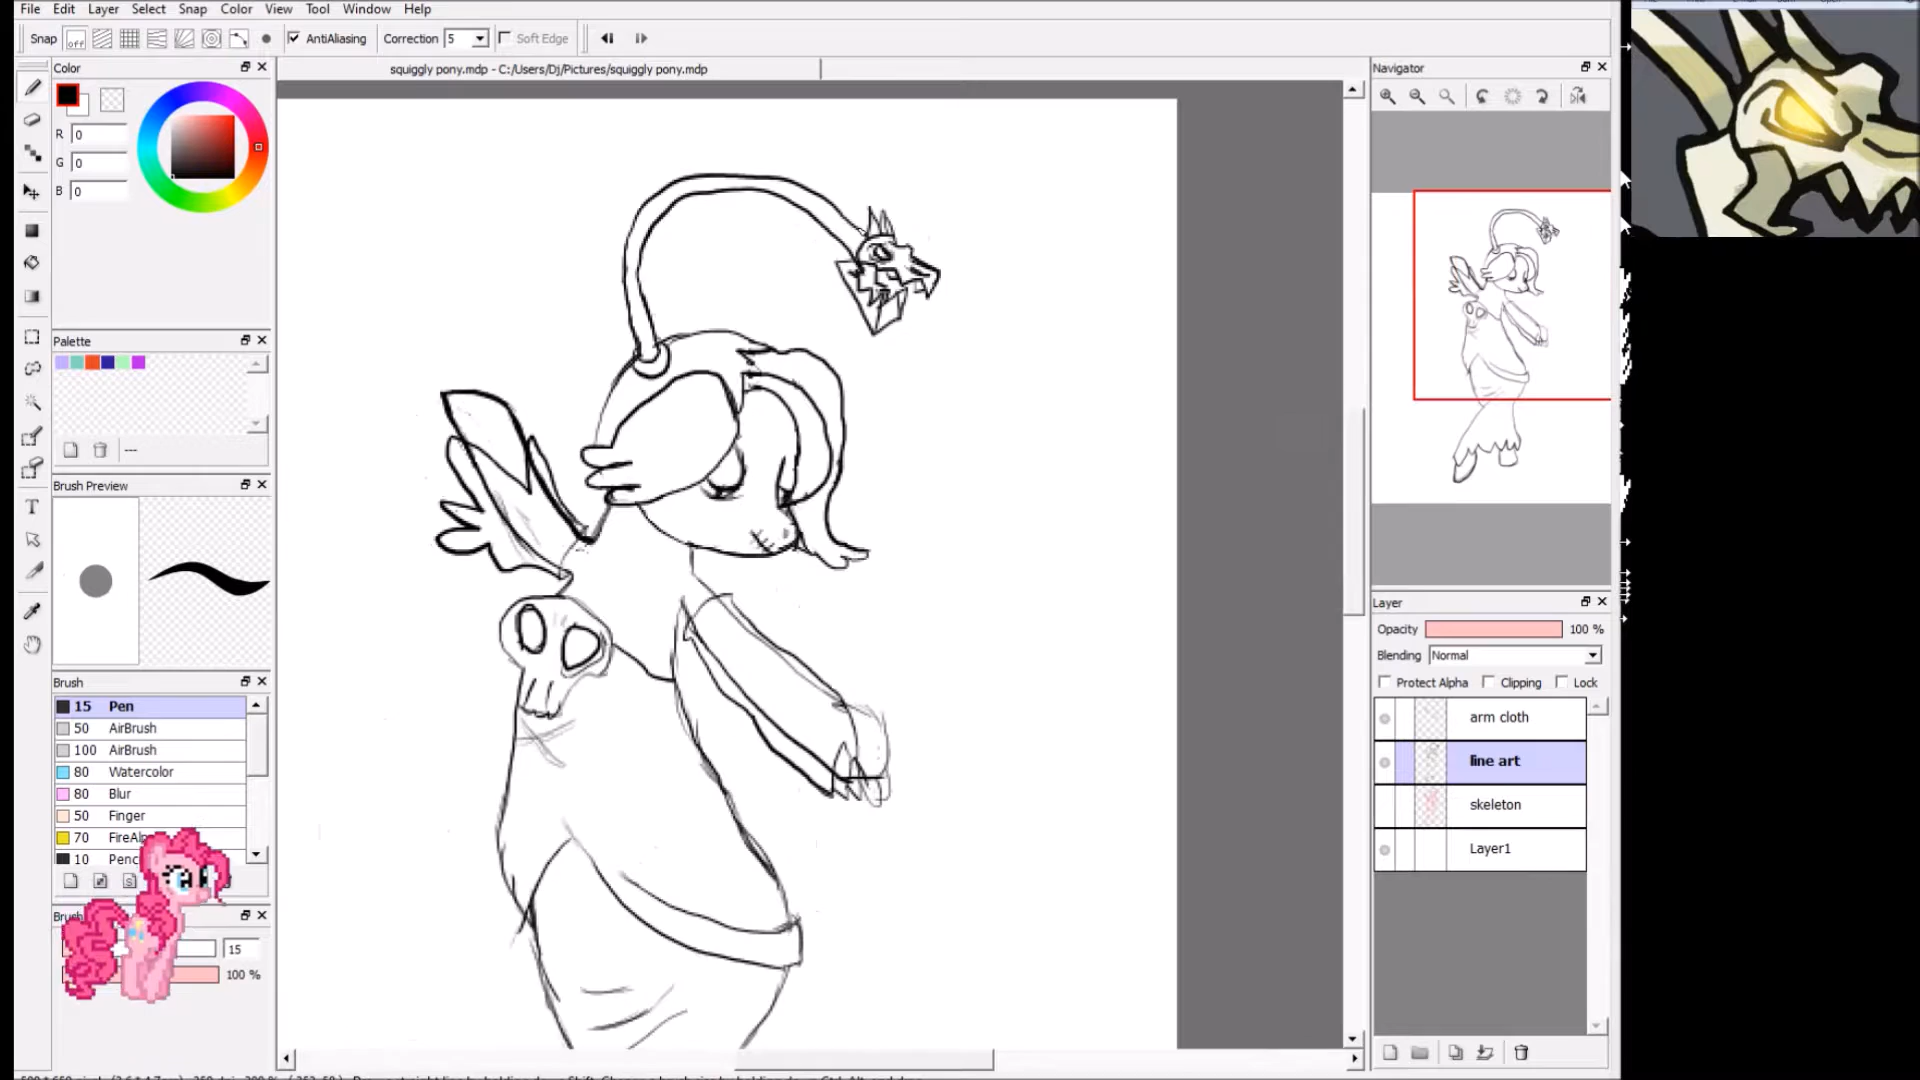 File Edit Layer Select Snap Color View Tool Window Help
Snap off AntiAliasing Correction 5 Soft Edge
squiggly pony.mdp - C:/Users/Dj/Pictures/squiggly pony.mdp
Color
R 0
G 0
B 0
Palette
---
Brush Preview
Brush
15 Pen
50 AirBrush
100 AirBrush
80 Watercolor
80 Blur
50 Finger
70
10
15
100 %
Navigator
Layer
Opacity 100 %
Blending Normal
Protect Alpha Clipping Lock
arm cloth
line art
skeleton
Layer1